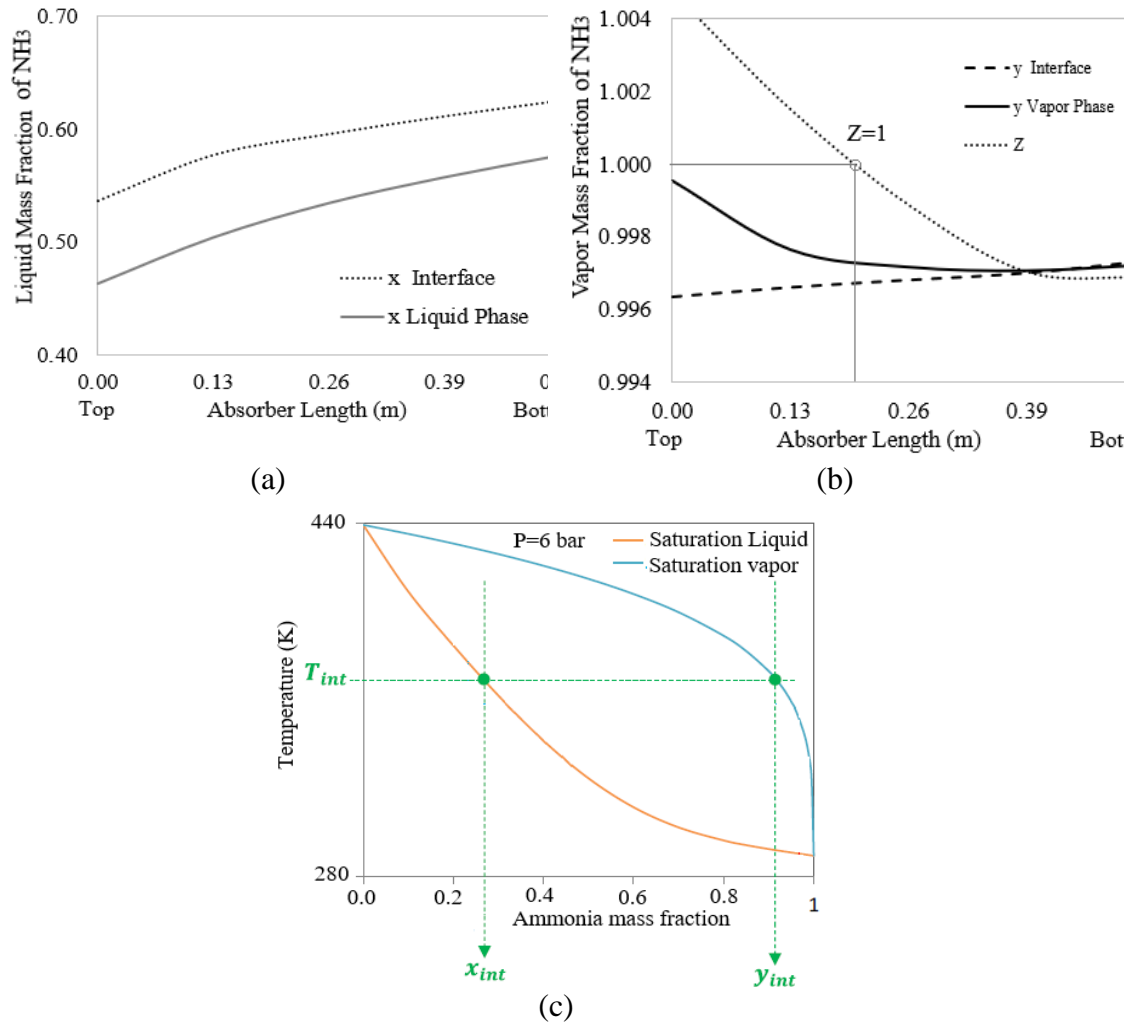 Liquid Mass Fraction of NH3
0.70
0.60
0.50
0.40
x Interface
x Liquid Phase
0.00 0.13 0.26 0.39 0
Top Absorber Length (m) Bott
(a)
Vapor Mass Fraction of NH3
1.004
1.002
1.000
0.998
0.996
0.994
y Interface
y Vapor Phase
Z
Z=1
0.00 0.13 0.26 0.39
Top Absorber Length (m) Bott
(b)
440
P=6 bar
Saturation Liquid
Saturation vapor
Temperature (K)
T_int
280
0.0 0.2 0.4 0.6 0.8 1
Ammonia mass fraction
x_int y_int
(c)